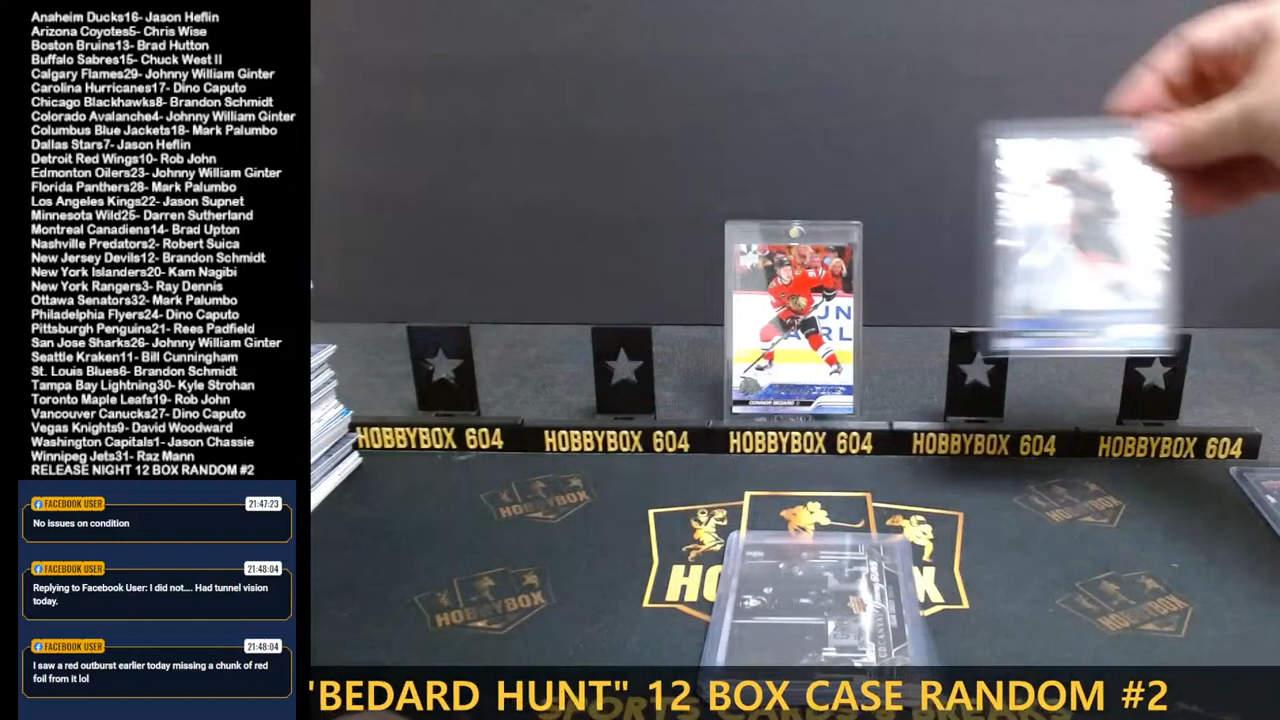 Anaheim Ducks16- Jason Heflin
Arizona Coyotes5- Chris Wise
Boston Bruins13- Brad Hutton
Buffalo Sabres15- Chuck West II
Calgary Flames29- Johnny William Ginter
Carolina Hurricanes17- Dino Caputo
Chicago Blackhawks8- Brandon Schmidt
Colorado Avalanche4- Johnny William Ginter
Columbus Blue Jackets18- Mark Palumbo
Dallas Stars7- Jason Heflin
Detroit Red Wings10- Rob John
Edmonton Oilers23- Johnny William Ginter
Florida Panthers28- Mark Palumbo
Los Angeles Kings22- Jason Supnet
Minnesota Wild25- Darren Sutherland
Montreal Canadiens14- Brad Upton
Nashville Predators2- Robert Suica
New Jersey Devils12- Brandon Schmidt
New York Islanders20- Kam Nagibi
New York Rangers3- Ray Dennis
Ottawa Senators32- Mark Palumbo
Philadelphia Flyers24- Dino Caputo
Pittsburgh Penguins21- Rees Padfield
San Jose Sharks26- Johnny William Ginter
Seattle Kraken11- Bill Cunningham
St. Louis Blues6- Brandon Schmidt
Tampa Bay Lightning30- Kyle Strohan
Toronto Maple Leafs19- Rob John
Vancouver Canucks27- Dino Caputo
Vegas Knights9- David Woodward
Washington Capitals1- Jason Chassie
Winnipeg Jets31- Raz Mann
RELEASE NIGHT 12 BOX RANDOM #2
FACEBOOK USER 21:47:23
No issues on condition
FACEBOOK USER 21:48:04
Replying to Facebook User: I did not.... Had tunnel vision
today.
FACEBOOK USER 21:48:04
I saw a red outburst earlier today missing a chunk of red
foil from it lol
CONNOR BEDARD
HOBBYBOX 604 HOBBYBOX 604 HOBBYBOX 604 HOBBYBOX 604 HOBBYBOX 604
HOBBYBOX
HOBBYBOX
HOBBYBOX
HOBBYBOX
"BEDARD HUNT" 12 BOX CASE RANDOM #2